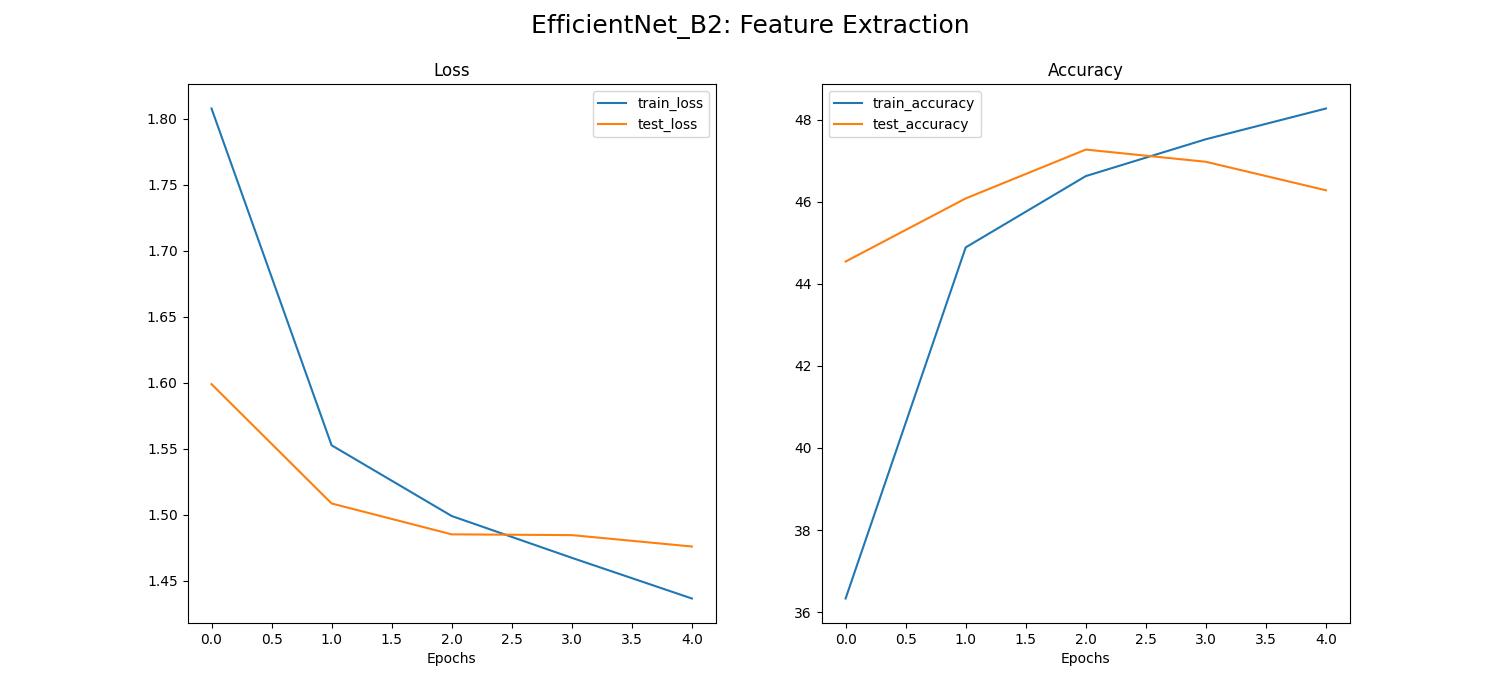 EfficientNet_B2: Feature Extraction
Loss
train_loss
test_loss
1.80
1.75
1.70
1.65
1.60
1.55
1.50
1.45
0.0 0.5 1.0 1.5 2.0 2.5 3.0 3.5 4.0
Epochs
Accuracy
train_accuracy
test_accuracy
48
46
44
42
40
38
36
0.0 0.5 1.0 1.5 2.0 2.5 3.0 3.5 4.0
Epochs